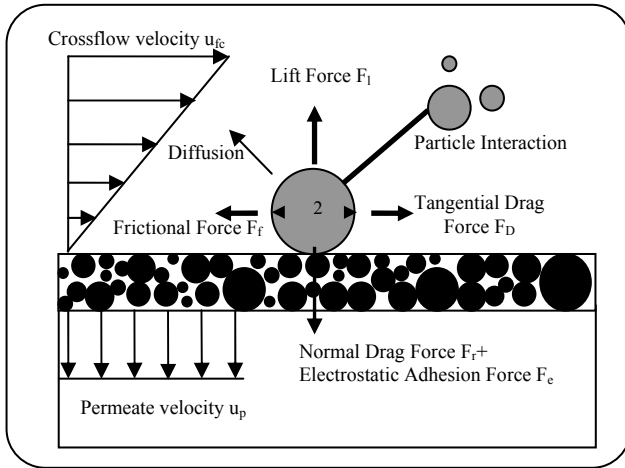 Crossflow velocity u_fc
Lift Force F_l
Diffusion
Particle Interaction
2
Frictional Force F_f
Tangential Drag
Force F_D
Normal Drag Force F_r+
Electrostatic Adhesion Force F_e
Permeate velocity u_p